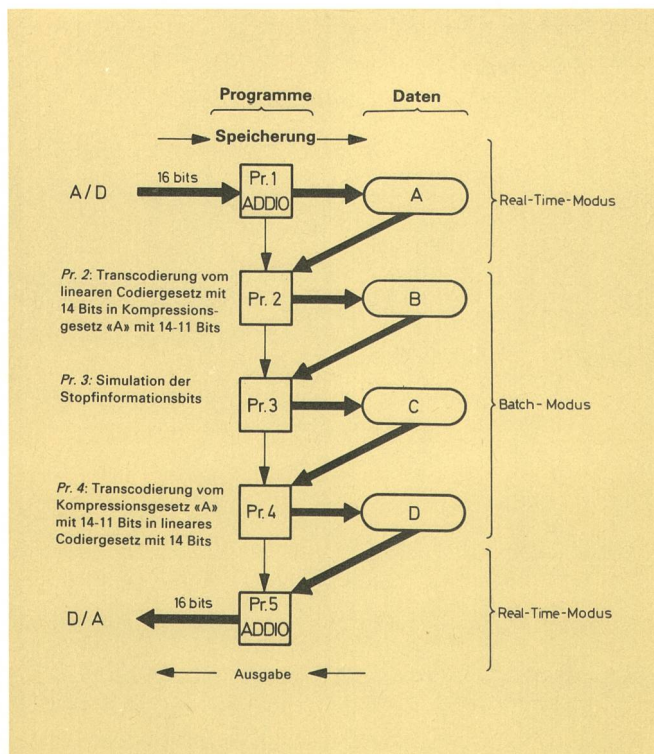 Programme Daten
Speicherung
A/D 16 bits Pr.1 ADDIO A
Real-Time-Modus
Pr. 2: Transcodierung vom
linearen Codiergesetz mit
14 Bits in Kompressions-
gesetz «A» mit 14-11 Bits
Pr. 2 B
Pr. 3: Simulation der
Stopfinformationsbits
Pr.3 C
Batch-Modus
Pr. 4: Transcodierung vom
Kompressionsgesetz «A»
mit 14-11 Bits in lineares
Codiergesetz mit 14 Bits
Pr.4 D
D/A 16 bits Pr.5 ADDIO
Real-Time-Modus
Ausgabe